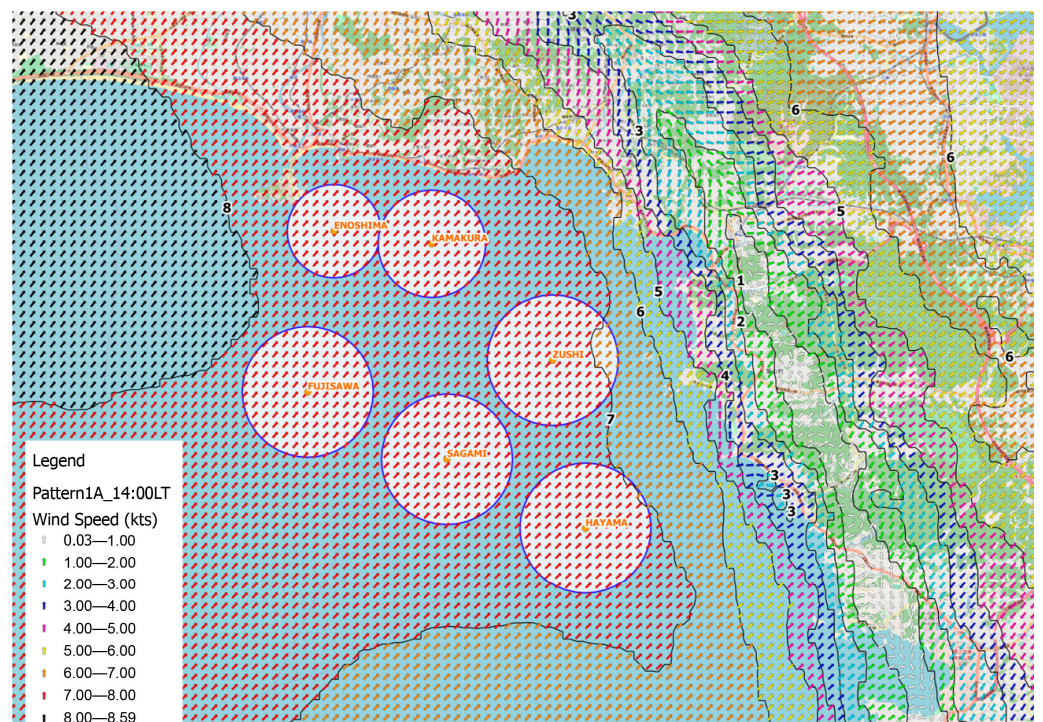 3
6
3
6
5
8
ENOSHIMA
KAMAKURA
1
5
6
2
ZUSHI
6
4
FUJISAWA
7
Legend
SAGAMI
Pattern1A_14:00LT
3
Wind Speed (kts)
3
3
HAYAMA
0.03—1.00
1.00—2.00
2.00—3.00
3.00—4.00
4.00—5.00
5.00—6.00
6.00—7.00
7.00—8.00
8.00—8.59